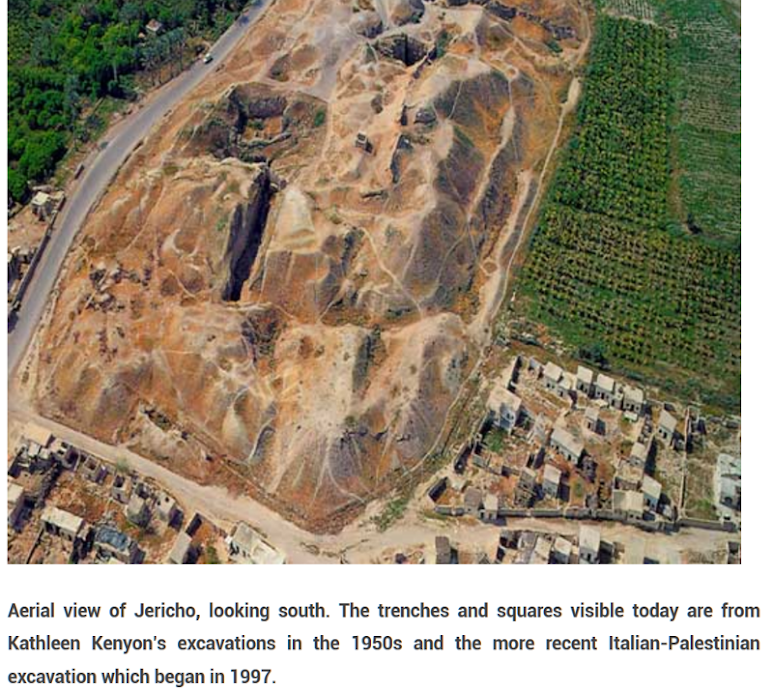 Aerial view of Jericho, looking south. The trenches and squares visible today are from
Kathleen Kenyon's excavations in the 1950s and the more recent Italian-Palestinian
excavation which began in 1997.